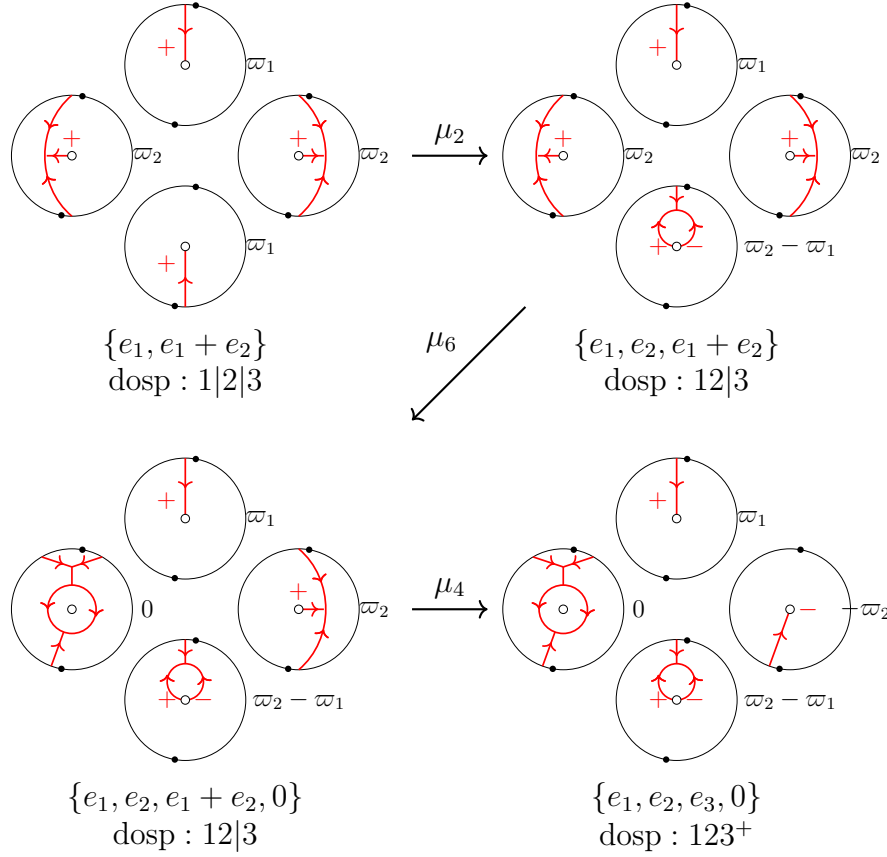 + ϖ₁ + ϖ₁
+ ϖ₂ + ϖ₂ μ₂ + ϖ₂ + ϖ₂
+ ϖ₁ + − ϖ₂ − ϖ₁
{e₁, e₁ + e₂} {e₁, e₂, e₁ + e₂}
dosp : 1|2|3 dosp : 12|3
μ₆
+ ϖ₁ + ϖ₁
0 + ϖ₂ μ₄ 0 − −ϖ₂
+ − ϖ₂ − ϖ₁ + − ϖ₂ − ϖ₁
{e₁, e₂, e₁ + e₂, 0} {e₁, e₂, e₃, 0}
dosp : 12|3 dosp : 123⁺